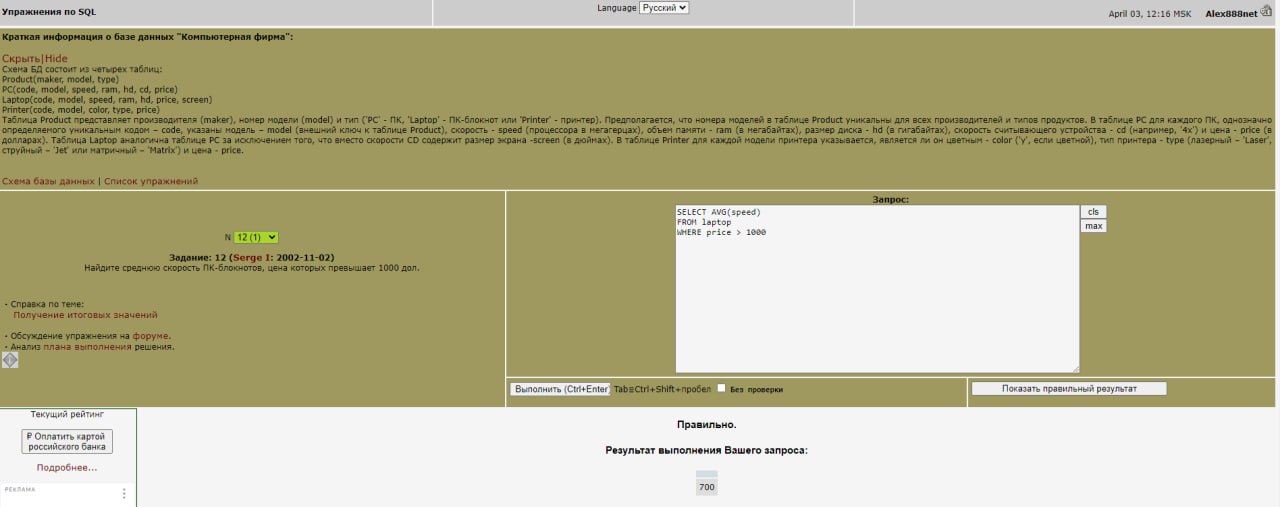 Упражнения по SQL
Language Русский
April 03, 12:16 MSK Alex888net
Краткая информация о базе данных "Компьютерная фирма":
Скрыть|Hide
Схема БД состоит из четырех таблиц:
Product(maker, model, type)
PC(code, model, speed, ram, hd, cd, price)
Laptop(code, model, speed, ram, hd, price, screen)
Printer(code, model, color, type, price)
Таблица Product представляет производителя (maker), номер модели (model) и тип ('PC' - ПК, 'Laptop' - ПК-блокнот или 'Printer' - принтер). Предполагается, что номера моделей в таблице Product уникальны для всех производителей и типов продуктов. В таблице PC для каждого ПК, однозначно
определяемого уникальным кодом – code, указаны модель – model (внешний ключ к таблице Product), скорость - speed (процессора в мегагерцах), объем памяти - ram (в мегабайтах), размер диска - hd (в гигабайтах), скорость считывающего устройства - cd (например, '4x') и цена - price (в
долларах). Таблица Laptop аналогична таблице РС за исключением того, что вместо скорости CD содержит размер экрана -screen (в дюймах). В таблице Printer для каждой модели принтера указывается, является ли он цветным - color ('y', если цветной), тип принтера - type (лазерный – 'Laser',
струйный – 'Jet' или матричный – 'Matrix') и цена - price.
Схема базы данных | Список упражнений
N 12 (1)
Задание: 12 (Serge I: 2002-11-02)
Найдите среднюю скорость ПК-блокнотов, цена которых превышает 1000 дол.
· Справка по теме:
Получение итоговых значений
· Обсуждение упражнения на форуме.
· Анализ плана выполнения решения.
Запрос:
SELECT AVG(speed)
FROM laptop
WHERE price > 1000
cls
max
Выполнить (Ctrl+Enter) Tab≡Ctrl+Shift+пробел Без проверки
Показать правильный результат
Текущий рейтинг
₽ Оплатить картой
российского банка
Подробнее...
РЕКЛАМА
Правильно.
Результат выполнения Вашего запроса:
700